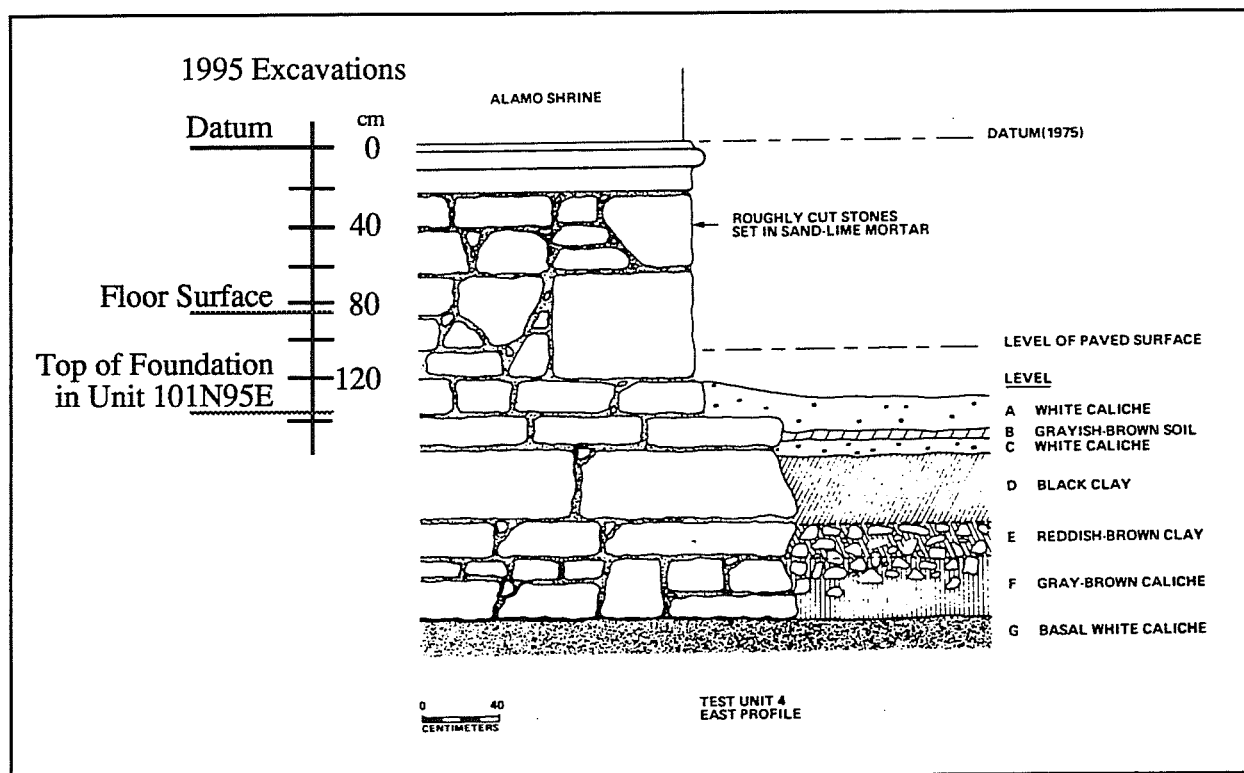 1995 Excavations
ALAMO SHRINE
cm
Datum
0
DATUM(1975)
40
ROUGHLY CUT STONES
SET IN SAND-LIME MORTAR
Floor Surface
80
LEVEL OF PAVED SURFACE
Top of Foundation
in Unit 101N95E
120
LEVEL
A WHITE CALICHE
B GRAYISH-BROWN SOIL
C WHITE CALICHE
D BLACK CLAY
E REDDISH-BROWN CLAY
F GRAY-BROWN CALICHE
G BASAL WHITE CALICHE
0 40
CENTIMETERS
TEST UNIT 4
EAST PROFILE